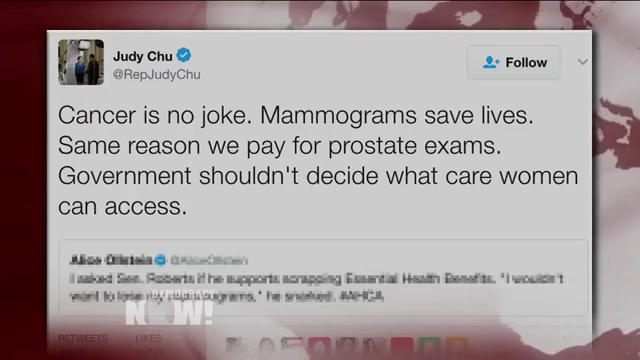 Judy Chu
@RepJudyChu
Follow
Cancer is no joke. Mammograms save lives.
Same reason we pay for prostate exams.
Government shouldn't decide what care women
can access.
Alice Ollstein @AliceOllstein
I asked Sen. Roberts if he supports scrapping Essential Health Benefits. "I wouldn't
want to lose my mammograms," he snarked. #AHCA
DEMOCRACY
NOW!
RETWEETS LIKES